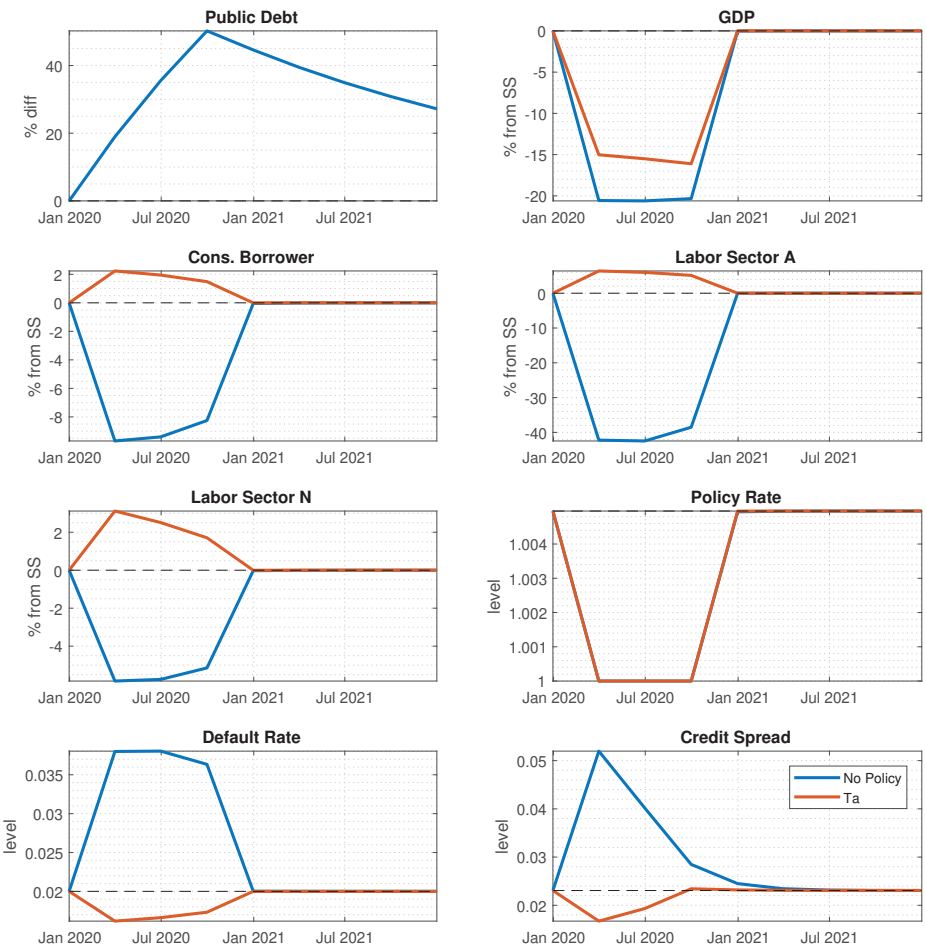 Public Debt
% diff
40
20
0
Jan 2020 Jul 2020 Jan 2021 Jul 2021
GDP
% from SS
0
-5
-10
-15
-20
Jan 2020 Jul 2020 Jan 2021 Jul 2021
Cons. Borrower
% from SS
2
0
-2
-4
-6
-8
Jan 2020 Jul 2020 Jan 2021 Jul 2021
Labor Sector A
% from SS
0
-10
-20
-30
-40
Jan 2020 Jul 2020 Jan 2021 Jul 2021
Labor Sector N
% from SS
2
0
-2
-4
Jan 2020 Jul 2020 Jan 2021 Jul 2021
Policy Rate
level
1.004
1.003
1.002
1.001
1
Jan 2020 Jul 2020 Jan 2021 Jul 2021
Default Rate
level
0.035
0.03
0.025
0.02
Jan 2020 Jul 2020 Jan 2021 Jul 2021
Credit Spread
level
0.05
0.04
0.03
0.02
No Policy
Ta
Jan 2020 Jul 2020 Jan 2021 Jul 2021